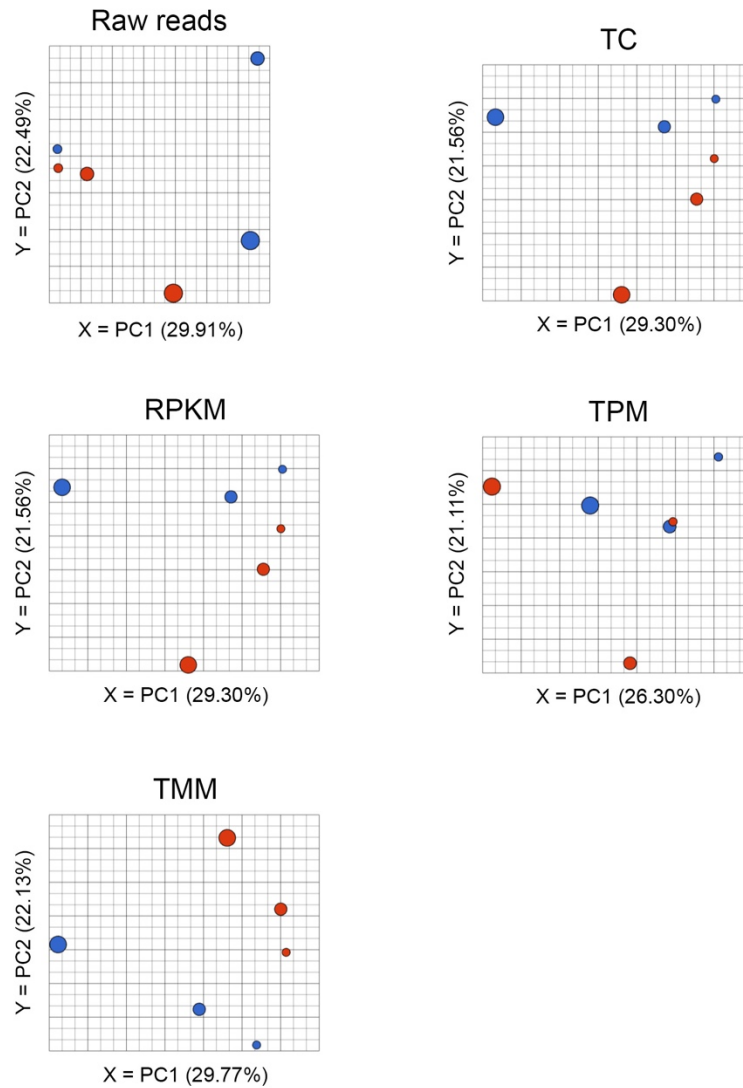 Raw reads
Y = PC2 (22.49%)
X = PC1 (29.91%)
TC
Y = PC2 (21.56%)
X = PC1 (29.30%)
RPKM
Y = PC2 (21.56%)
X = PC1 (29.30%)
TPM
Y = PC2 (21.11%)
X = PC1 (26.30%)
TMM
Y = PC2 (22.13%)
X = PC1 (29.77%)